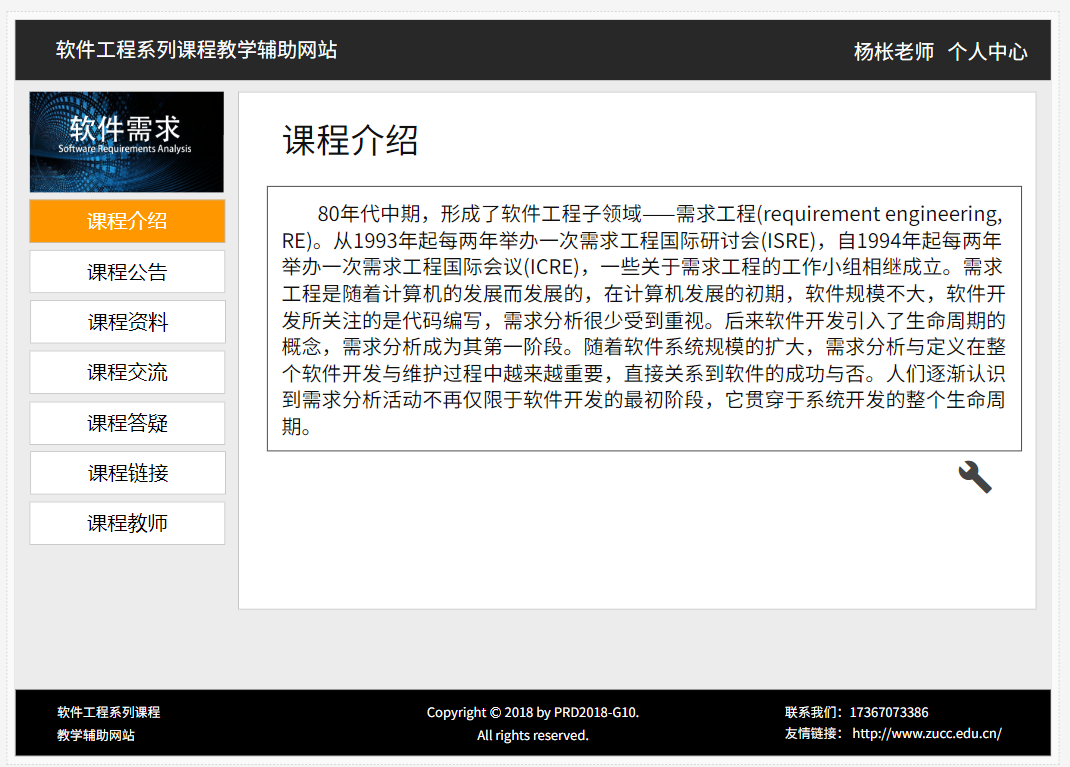 软件工程系列课程教学辅助网站
杨枨老师 个人中心
软件需求
Software Requirements Analysis
课程介绍
课程公告
课程资料
课程交流
课程答疑
课程链接
课程教师
课程介绍
80年代中期，形成了软件工程子领域——需求工程(requirement engineering,
RE)。从1993年起每两年举办一次需求工程国际研讨会(ISRE)，自1994年起每两年
举办一次需求工程国际会议(ICRE)，一些关于需求工程的工作小组相继成立。需求
工程是随着计算机的发展而发展的，在计算机发展的初期，软件规模不大，软件开
发所关注的是代码编写，需求分析很少受到重视。后来软件开发引入了生命周期的
概念，需求分析成为其第一阶段。随着软件系统规模的扩大，需求分析与定义在整
个软件开发与维护过程中越来越重要，直接关系到软件的成功与否。人们逐渐认识
到需求分析活动不再仅限于软件开发的最初阶段，它贯穿于系统开发的整个生命周
期。
软件工程系列课程
教学辅助网站
Copyright © 2018 by PRD2018-G10.
All rights reserved.
联系我们：17367073386
友情链接： http://www.zucc.edu.cn/